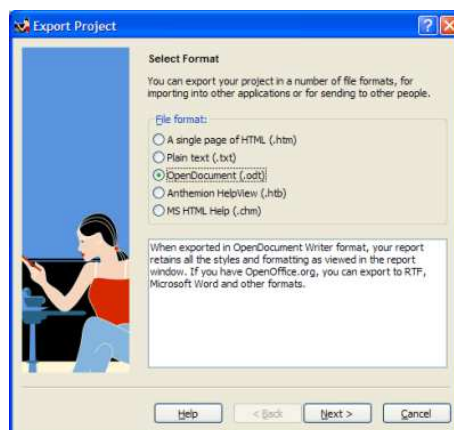 Export Project
Select Format
You can export your project in a number of file formats, for
importing into other applications or for sending to other people.
File format:
A single page of HTML (.htm)
Plain text (.txt)
OpenDocument (.odt)
Anthemion HelpView (.htb)
MS HTML Help (.chm)
When exported in OpenDocument Writer format, your report
retains all the styles and formatting as viewed in the report
window. If you have OpenOffice.org, you can export to RTF,
Microsoft Word and other formats.
Help < Back Next > Cancel